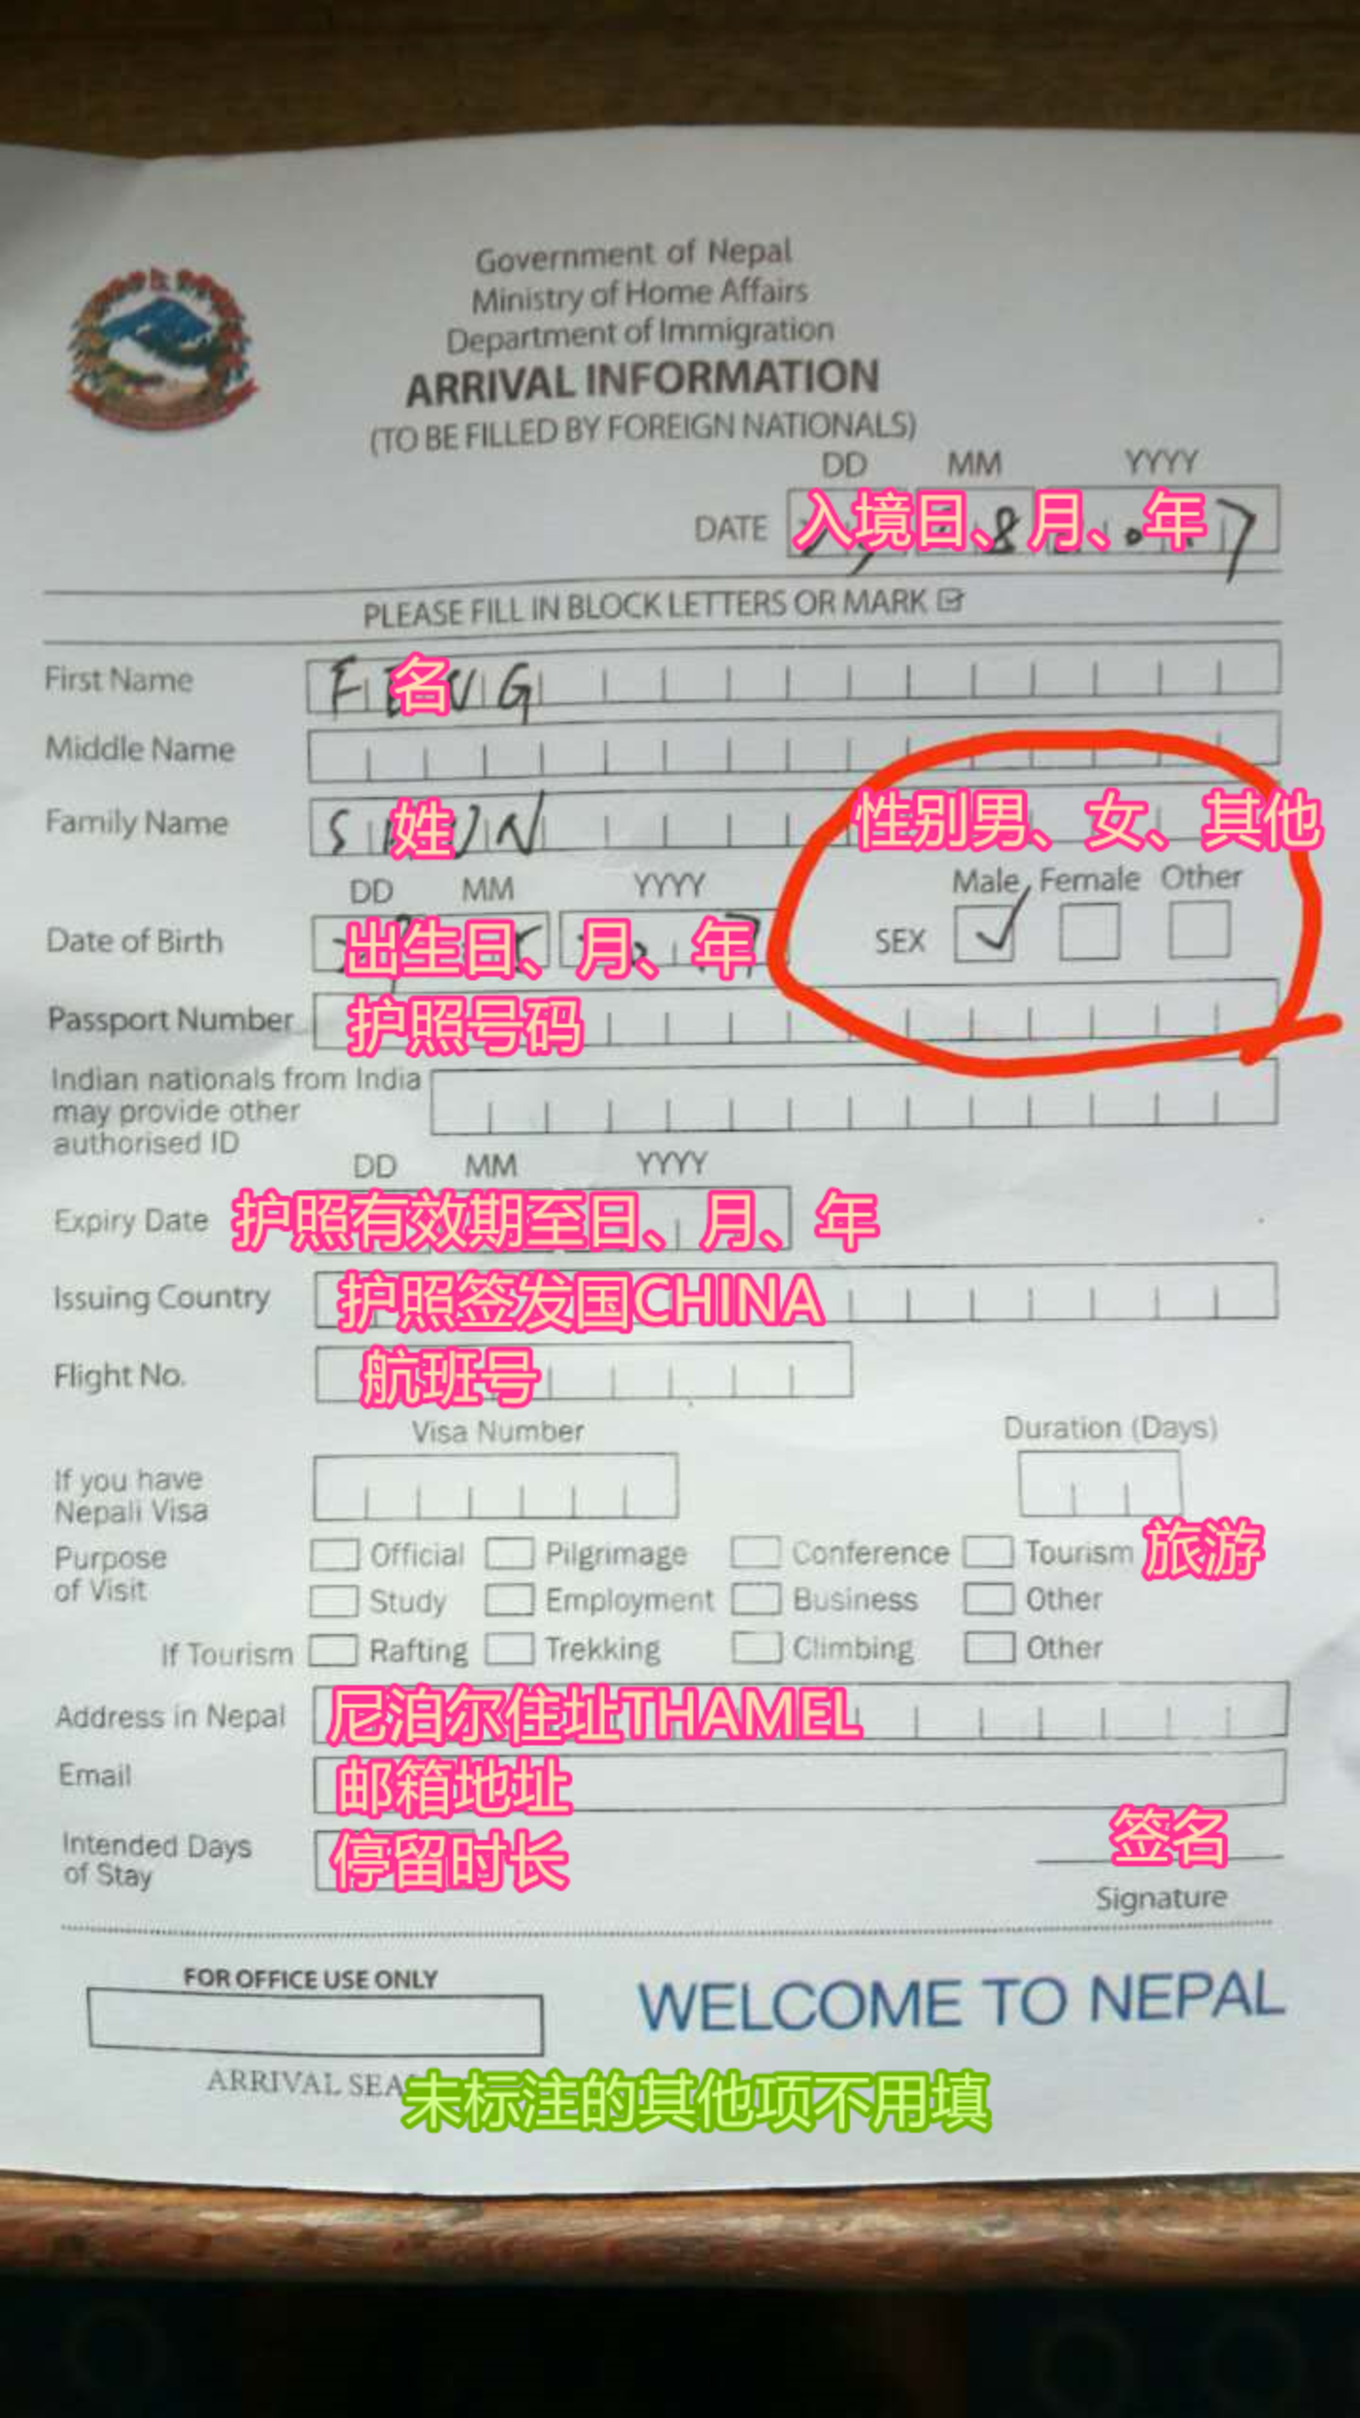 Government of Nepal
Ministry of Home Affairs
Department of Immigration
ARRIVAL INFORMATION
(TO BE FILLED BY FOREIGN NATIONALS)
DD MM YYYY
DATE 入境日、月、年
PLEASE FILL IN BLOCK LETTERS OR MARK
First Name 名
Middle Name
Family Name 姓
性别男、女、其他
DD MM YYYY
Male Female Other
Date of Birth 出生日、月、年
SEX
Passport Number 护照号码
Indian nationals from India
may provide other
authorised ID
DD MM YYYY
Expiry Date 护照有效期至日、月、年
Issuing Country 护照签发国CHINA
Flight No. 航班号
Visa Number Duration (Days)
If you have
Nepali Visa
Purpose
of Visit
Official Pilgrimage Conference Tourism 旅游
Study Employment Business Other
If Tourism Rafting Trekking Climbing Other
Address in Nepal 尼泊尔住址THAMEL
Email 邮箱地址
Intended Days
of Stay
停留时长
签名
Signature
FOR OFFICE USE ONLY
WELCOME TO NEPAL
ARRIVAL
未标注的其他项不用填